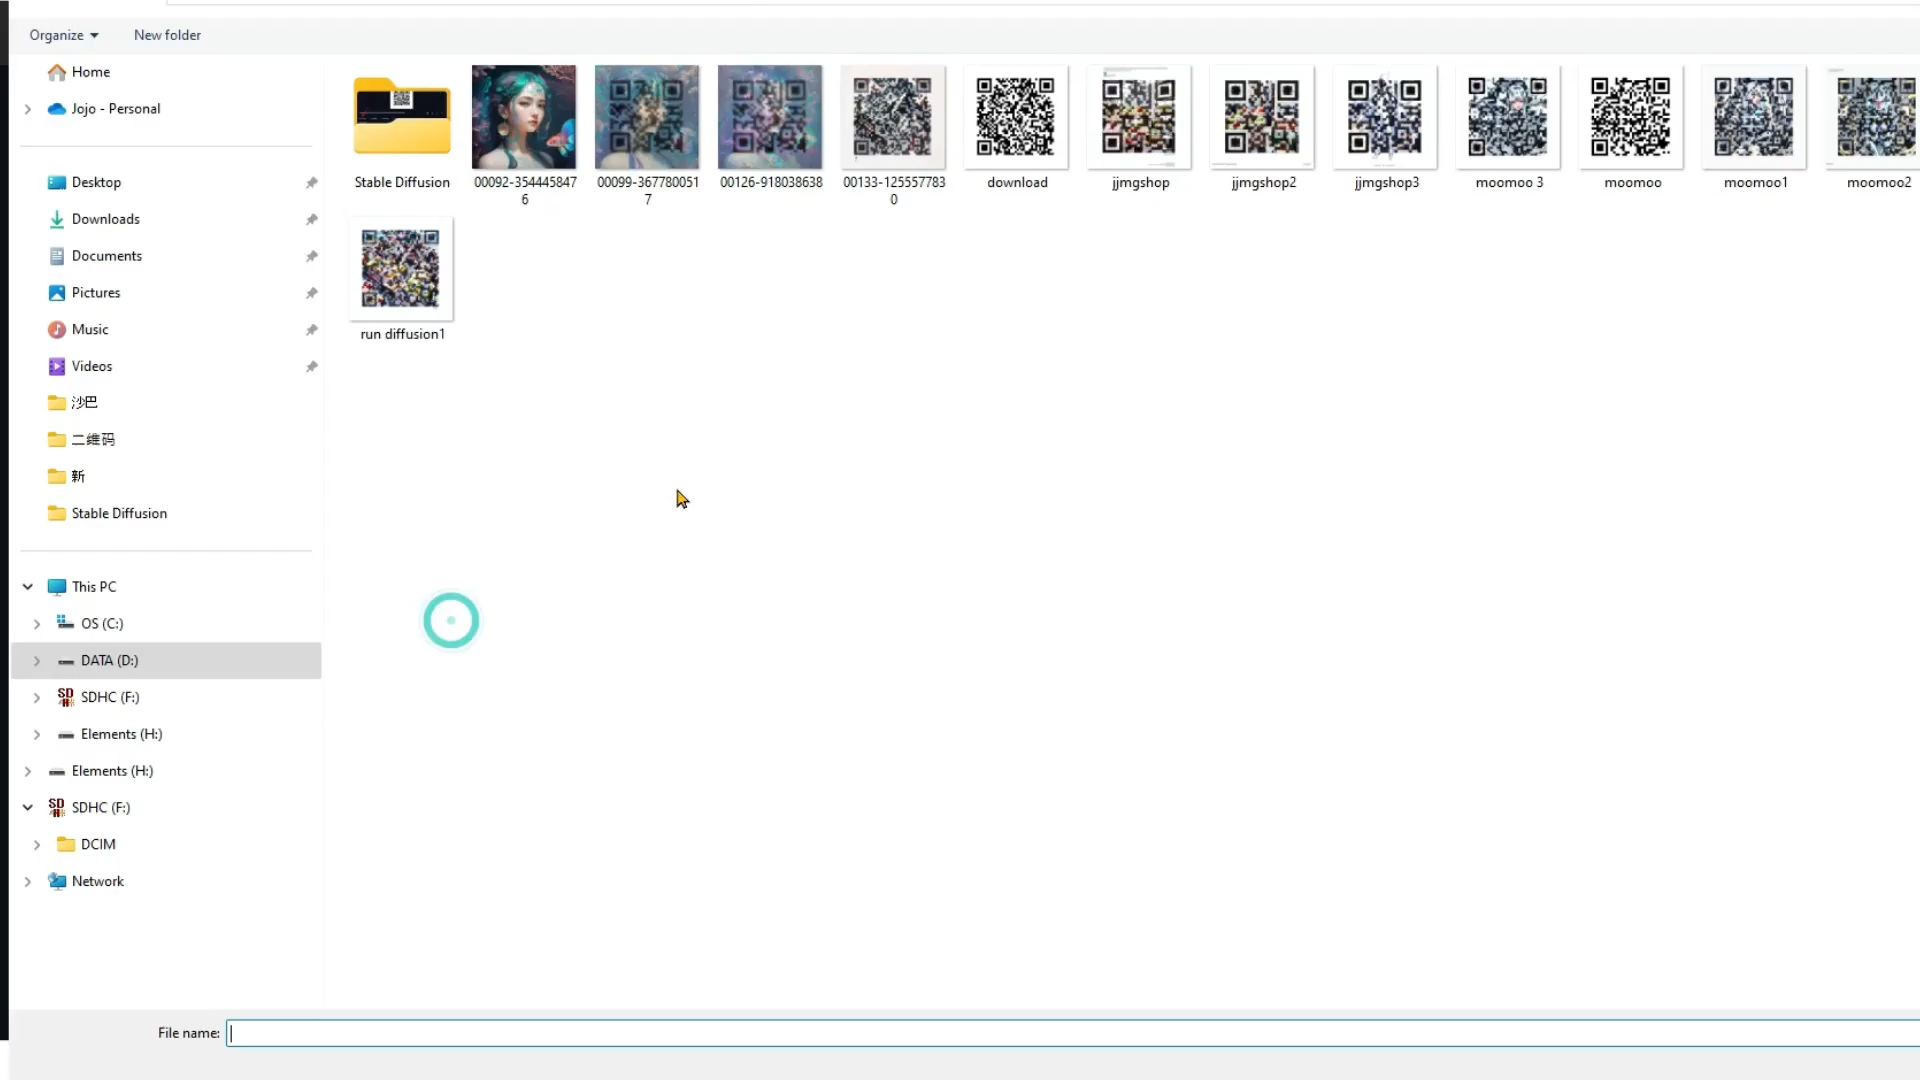 Organize
New folder
Home
Jojo - Personal
Desktop
Downloads
Documents
Pictures
Music
Videos
沙巴
二维码
新
Stable Diffusion
This PC
OS (C:)
DATA (D:)
SDHC (F:)
Elements (H:)
Elements (H:)
SDHC (F:)
DCIM
Network
Stable Diffusion
00092-354445847
6
00099-367780051
7
00126-918038638
00133-125557783
0
download
jjmgshop
jjmgshop2
jjmgshop3
moomoo 3
moomoo
moomoo1
moomoo2
run diffusion1
File name: